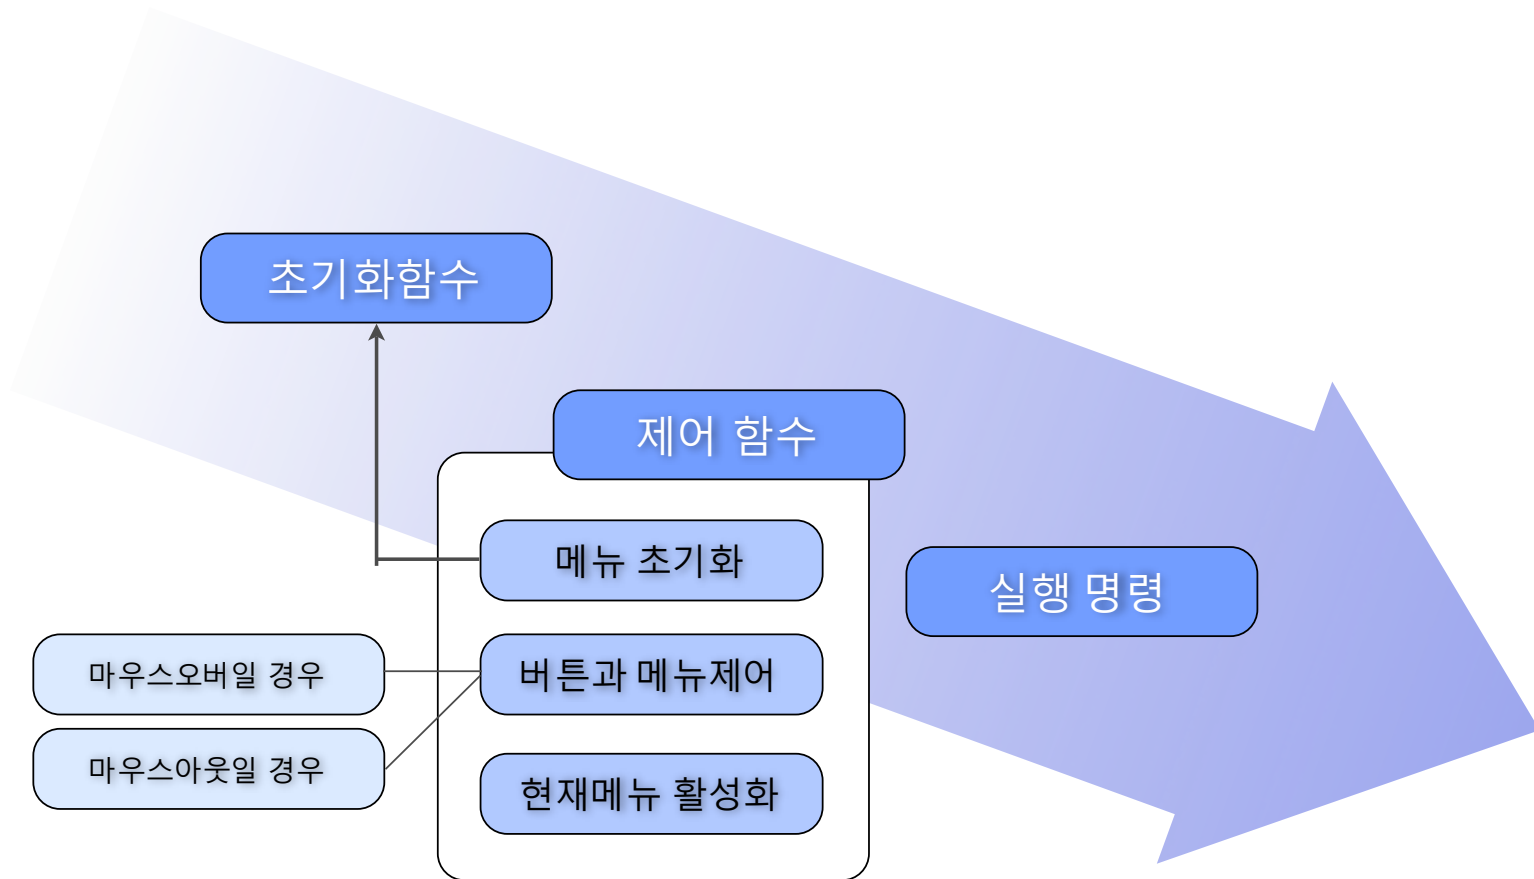 초기화함수
제어 함수
메뉴 초기화
실행 명령
마우스오버일 경우
버튼과 메뉴제어
마우스아웃일 경우
현재메뉴 활성화